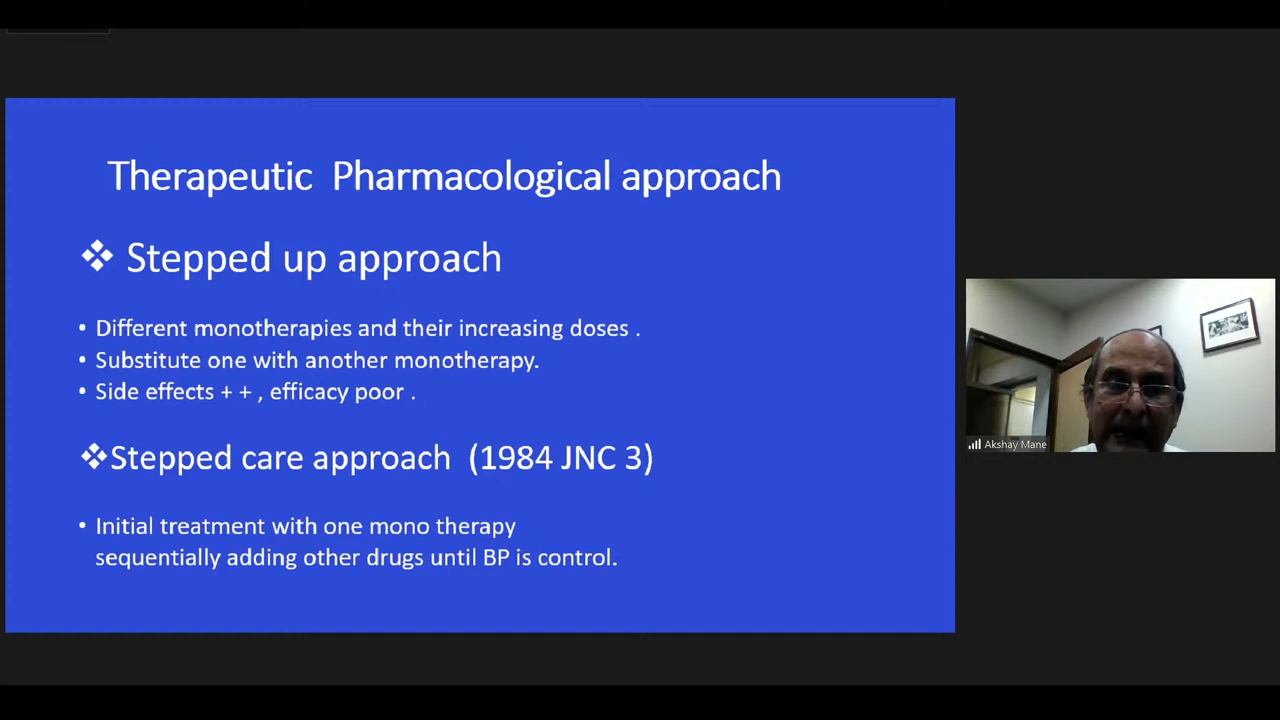 Therapeutic Pharmacological approach
❖ Stepped up approach
• Different monotherapies and their increasing doses .
• Substitute one with another monotherapy.
• Side effects + + , efficacy poor .
❖Stepped care approach (1984 JNC 3)
• Initial treatment with one mono therapy
sequentially adding other drugs until BP is control.
Akshay Mane